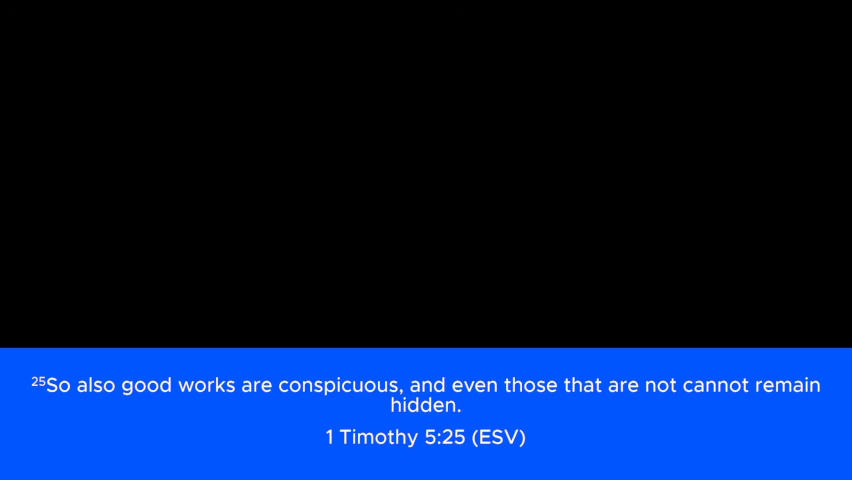 ²⁵So also good works are conspicuous, and even those that are not cannot remain
hidden.
1 Timothy 5:25 (ESV)